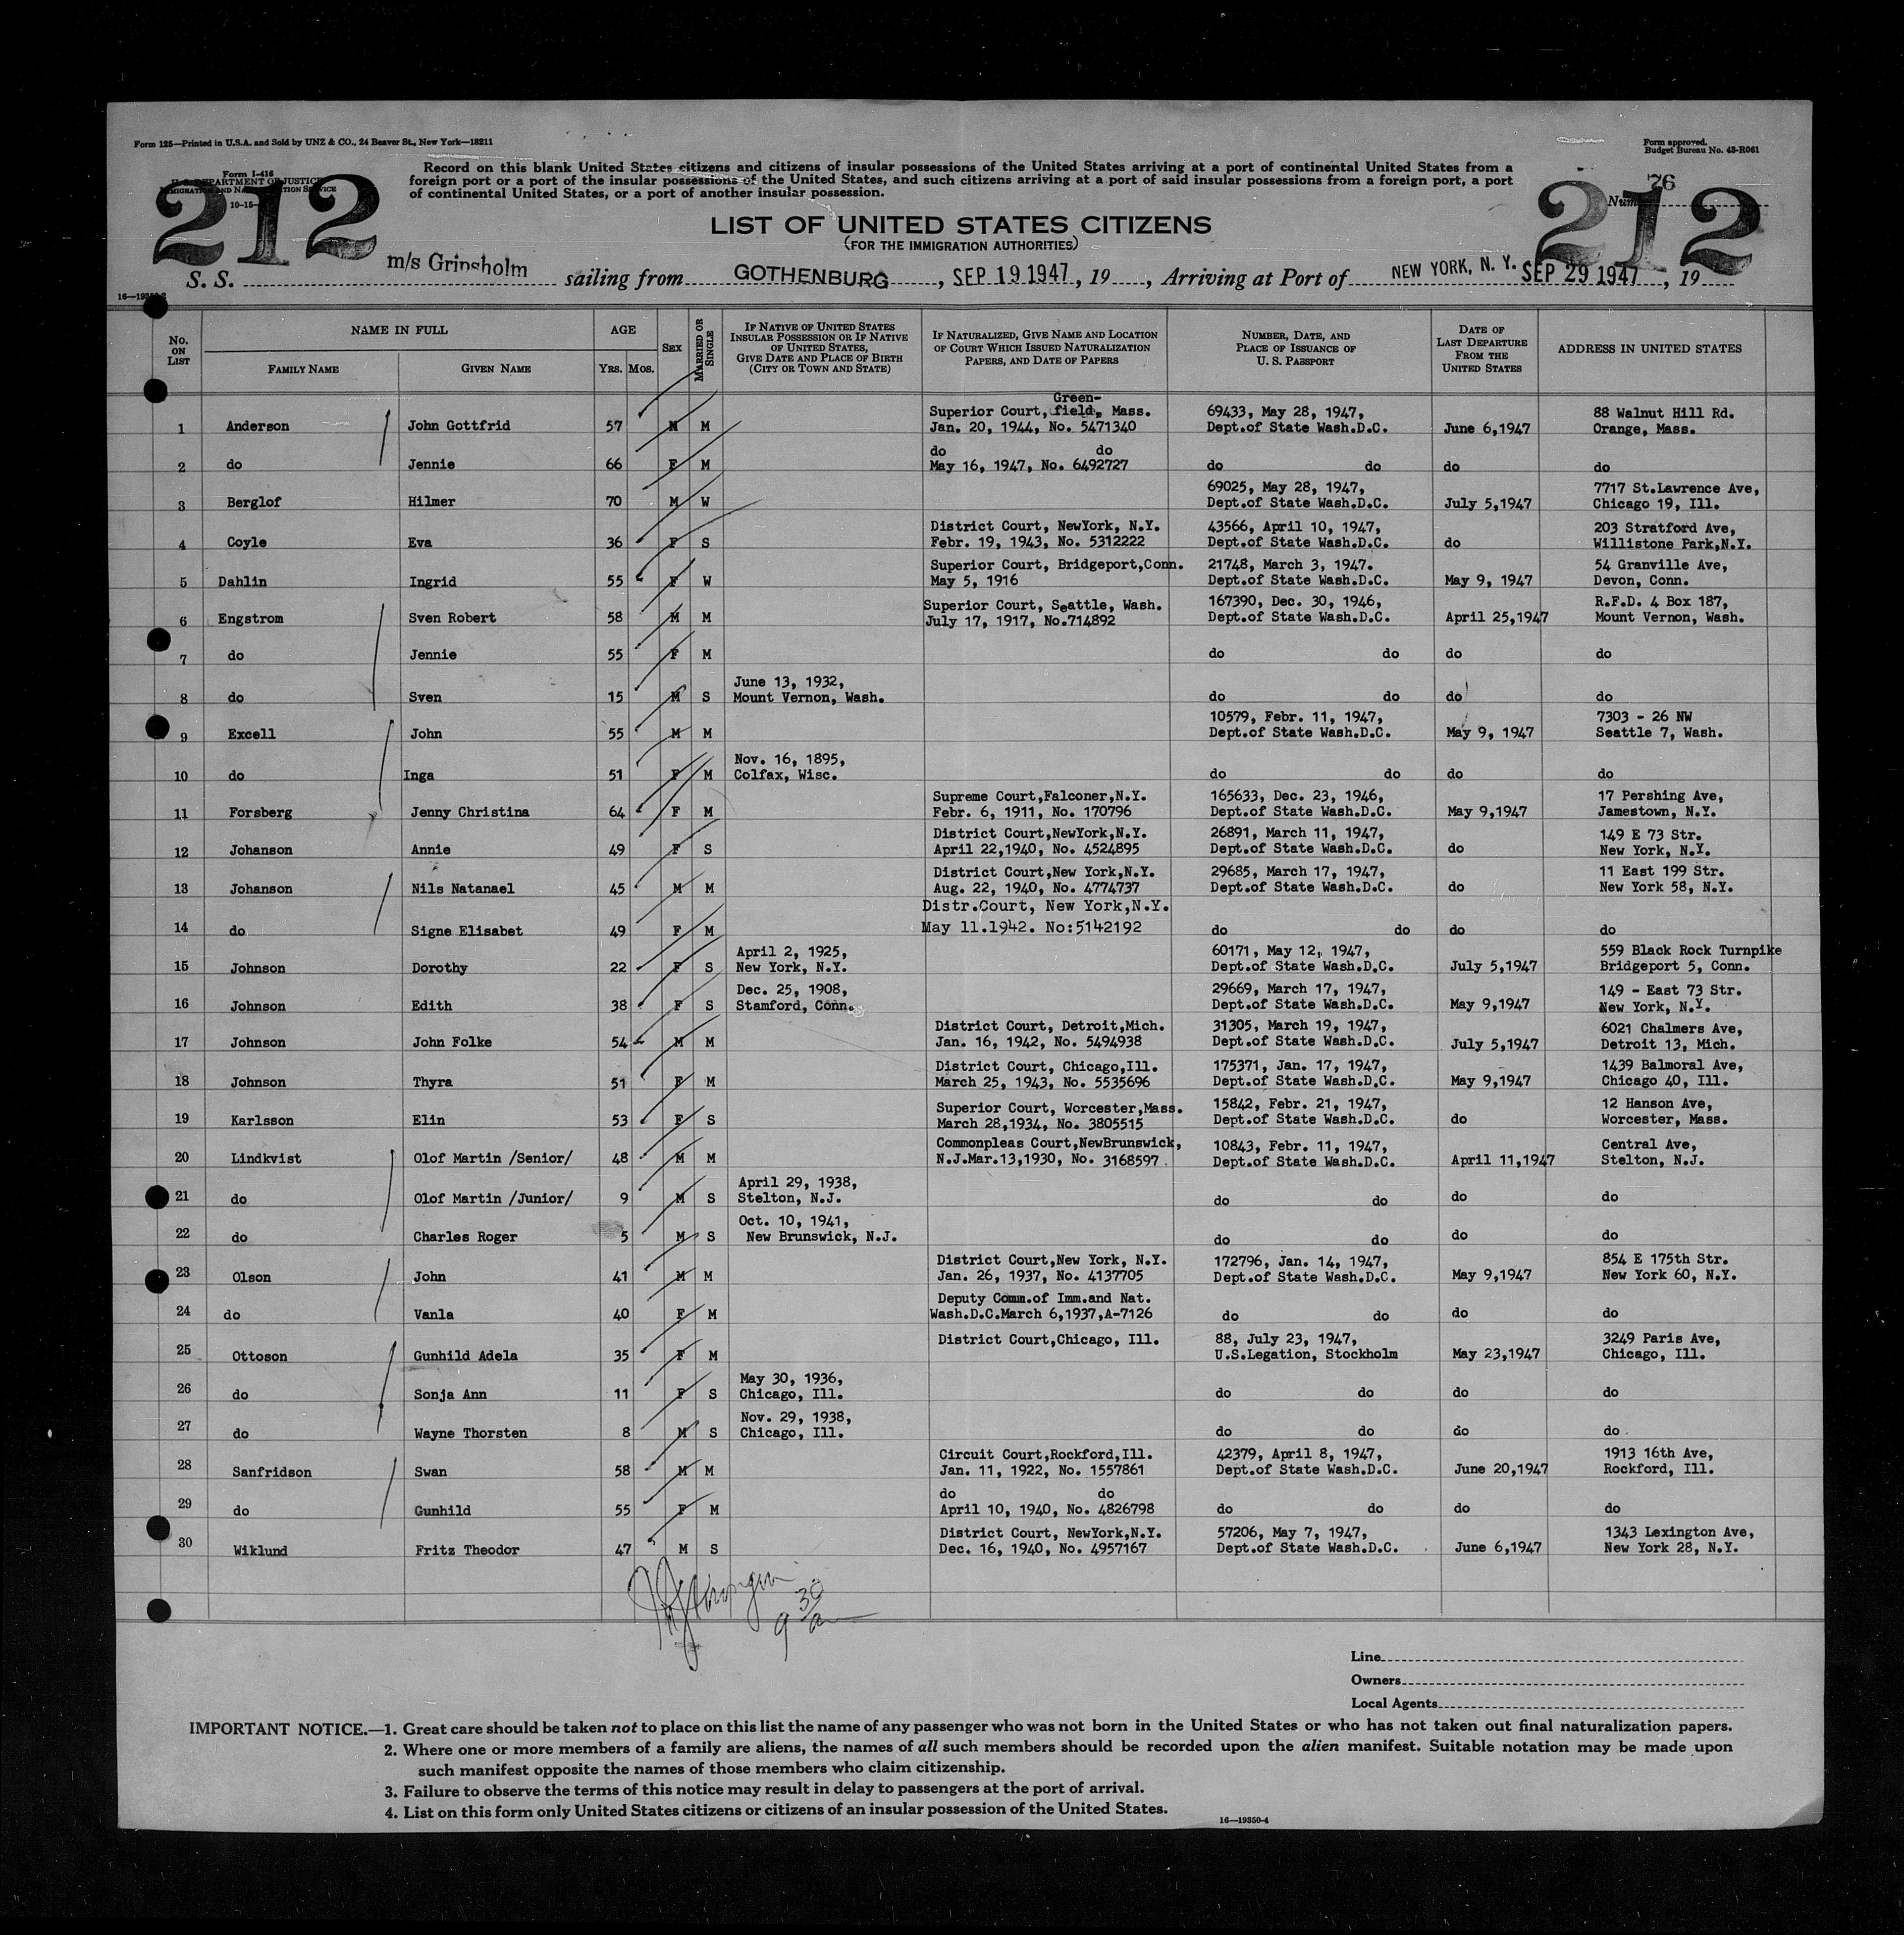 Form 125—Printed in U.S.A. and Sold by UNZ & CO., 24 Beaver St., New York—18211
Form approved.
Budget Bureau No. 43-R061
Form I-416
U. S. DEPARTMENT OF JUSTICE
10-15-
212
76
212
Record on this blank United States citizens and citizens of insular possessions of the United States arriving at a port of continental United States from a
foreign port or a port of the insular possessions of the United States, and such citizens arriving at a port of said insular possessions from a foreign port, a port
of continental United States, or a port of another insular possession.
LIST OF UNITED STATES CITIZENS
(FOR THE IMMIGRATION AUTHORITIES)
S. S. m/s Gripsholm sailing from GOTHENBURG, SEP 19 1947, 19 , Arriving at Port of NEW YORK, N. Y. SEP 29 1947, 19
No. ON LIST
NAME IN FULL
FAMILY NAME
GIVEN NAME
AGE
YRS. MOS.
SEX
MARRIED OR SINGLE
IF NATIVE OF UNITED STATES
INSULAR POSSESSION OR IF NATIVE
OF UNITED STATES,
GIVE DATE AND PLACE OF BIRTH
(CITY OR TOWN AND STATE)
IF NATURALIZED, GIVE NAME AND LOCATION
OF COURT WHICH ISSUED NATURALIZATION
PAPERS, AND DATE OF PAPERS
NUMBER, DATE, AND
PLACE OF ISSUANCE OF
U. S. PASSPORT
DATE OF
LAST DEPARTURE
FROM THE
UNITED STATES
ADDRESS IN UNITED STATES
Green-
Superior Court, field, Mass. 69433, May 28, 1947, 88 Walnut Hill Rd.
1 Anderson John Gottfrid 57 M M Jan. 20, 1944, No. 5471340 Dept.of State Wash.D.C. June 6,1947 Orange, Mass.
do do
2 do Jennie 66 F M May 16, 1947, No. 6492727 do do do do
69025, May 28, 1947, 7717 St.Lawrence Ave,
3 Berglof Hilmer 70 M W Dept.of State Wash.D.C. July 5,1947 Chicago 19, Ill.
District Court, NewYork, N.Y. 43566, April 10, 1947, 203 Stratford Ave,
4 Coyle Eva 36 F S Febr. 19, 1943, No. 5312222 Dept.of State Wash.D.C. do Willistone Park,N.Y.
Superior Court, Bridgeport,Conn. 21748, March 3, 1947. 54 Granville Ave,
5 Dahlin Ingrid 55 F W May 5, 1916 Dept.of State Wash.D.C. May 9, 1947 Devon, Conn.
Superior Court, Seattle, Wash. 167390, Dec. 30, 1946, R.F.D. 4 Box 187,
6 Engstrom Sven Robert 58 M M July 17, 1917, No.714892 Dept.of State Wash.D.C. April 25,1947 Mount Vernon, Wash.
7 do Jennie 55 F M do do do do
June 13, 1932,
8 do Sven 15 M S Mount Vernon, Wash. do do do do
10579, Febr. 11, 1947, 7303 - 26 NW
9 Excell John 55 M M Dept.of State Wash.D.C. May 9, 1947 Seattle 7, Wash.
Nov. 16, 1895,
10 do Inga 51 F M Colfax, Wisc. do do do do
Supreme Court,Falconer,N.Y. 165633, Dec. 23, 1946, 17 Pershing Ave,
11 Forsberg Jenny Christina 64 F M Febr. 6, 1911, No. 170796 Dept.of State Wash.D.C. May 9,1947 Jamestown, N.Y.
District Court,NewYork,N.Y. 26891, March 11, 1947, 149 E 73 Str.
12 Johanson Annie 49 F S April 22,1940, No. 4524895 Dept.of State Wash.D.C. do New York, N.Y.
District Court,New York,N.Y. 29685, March 17, 1947, 11 East 199 Str.
13 Johanson Nils Natanael 45 M M Aug. 22, 1940, No. 4774737 Dept.of State Wash.D.C. do New York 58, N.Y.
Distr.Court, New York,N.Y.
14 do Signe Elisabet 49 F M May 11.1942. No:5142192 do do do do
April 2, 1925, 60171, May 12, 1947, 559 Black Rock Turnpike
15 Johnson Dorothy 22 F S New York, N.Y. Dept.of State Wash.D.C. July 5,1947 Bridgeport 5, Conn.
Dec. 25, 1908, 29669, March 17, 1947, 149 - East 73 Str.
16 Johnson Edith 38 F S Stamford, Conn. Dept.of State Wash.D.C. May 9,1947 New York, N.Y.
District Court, Detroit,Mich. 31305, March 19, 1947, 6021 Chalmers Ave,
17 Johnson John Folke 54 M M Jan. 16, 1942, No. 5494938 Dept.of State Wash.D.C. July 5,1947 Detroit 13, Mich.
District Court, Chicago,Ill. 175371, Jan. 17, 1947, 1439 Balmoral Ave,
18 Johnson Thyra 51 F M March 25, 1943, No. 5535696 Dept.of State Wash.D.C. May 9,1947 Chicago 40, Ill.
Superior Court, Worcester,Mass. 15842, Febr. 21, 1947, 12 Hanson Ave,
19 Karlsson Elin 53 F S March 28,1934, No. 3805515 Dept.of State Wash.D.C. do Worcester, Mass.
Commonpleas Court,NewBrunswick, 10843, Febr. 11, 1947, Central Ave,
20 Lindkvist Olof Martin /Senior/ 48 M M N.J.Mar.13,1930, No. 3168597 Dept.of State Wash.D.C. April 11,1947 Stelton, N.J.
April 29, 1938,
21 do Olof Martin /Junior/ 9 M S Stelton, N.J. do do do do
Oct. 10, 1941,
22 do Charles Roger 5 M S New Brunswick, N.J. do do do do
District Court,New York, N.Y. 172796, Jan. 14, 1947, 854 E 175th Str.
23 Olson John 41 M M Jan. 26, 1937, No. 4137705 Dept.of State Wash.D.C. May 9,1947 New York 60, N.Y.
Deputy Comm.of Imm.and Nat.
24 do Vanla 40 F M Wash.D.C.March 6,1937,A-7126 do do do do
District Court,Chicago, Ill. 88, July 23, 1947, 3249 Paris Ave,
25 Ottoson Gunhild Adela 35 F M U.S.Legation, Stockholm May 23,1947 Chicago, Ill.
May 30, 1936,
26 do Sonja Ann 11 F S Chicago, Ill. do do do do
Nov. 29, 1938,
27 do Wayne Thorsten 8 M S Chicago, Ill. do do do do
Circuit Court,Rockford,Ill. 42379, April 8, 1947, 1913 16th Ave,
28 Sanfridson Swan 58 M M Jan. 11, 1922, No. 1557861 Dept.of State Wash.D.C. June 20,1947 Rockford, Ill.
do do
29 do Gunhild 55 F M April 10, 1940, No. 4826798 do do do do
District Court, NewYork,N.Y. 57206, May 7, 1947, 1343 Lexington Ave,
30 Wiklund Fritz Theodor 47 M S Dec. 16, 1940, No. 4957167 Dept.of State Wash.D.C. June 6,1947 New York 28, N.Y.
9 30
Line
Owners
Local Agents
IMPORTANT NOTICE.—1. Great care should be taken not to place on this list the name of any passenger who was not born in the United States or who has not taken out final naturalization papers.
2. Where one or more members of a family are aliens, the names of all such members should be recorded upon the alien manifest. Suitable notation may be made upon
such manifest opposite the names of those members who claim citizenship.
3. Failure to observe the terms of this notice may result in delay to passengers at the port of arrival.
4. List on this form only United States citizens or citizens of an insular possession of the United States.
16—19350-4